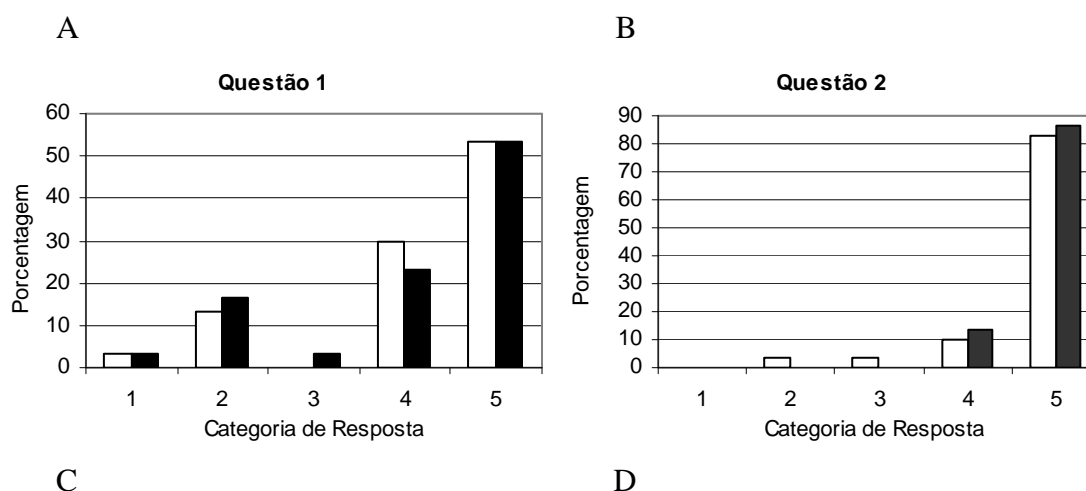 A
B
Questão 1
60
50
40
30
20
10
0
Porcentagem
1 2 3 4 5
Categoria de Resposta
Questão 2
90
80
70
60
50
40
30
20
10
0
Porcentagem
1 2 3 4 5
Categoria de Resposta
C
D